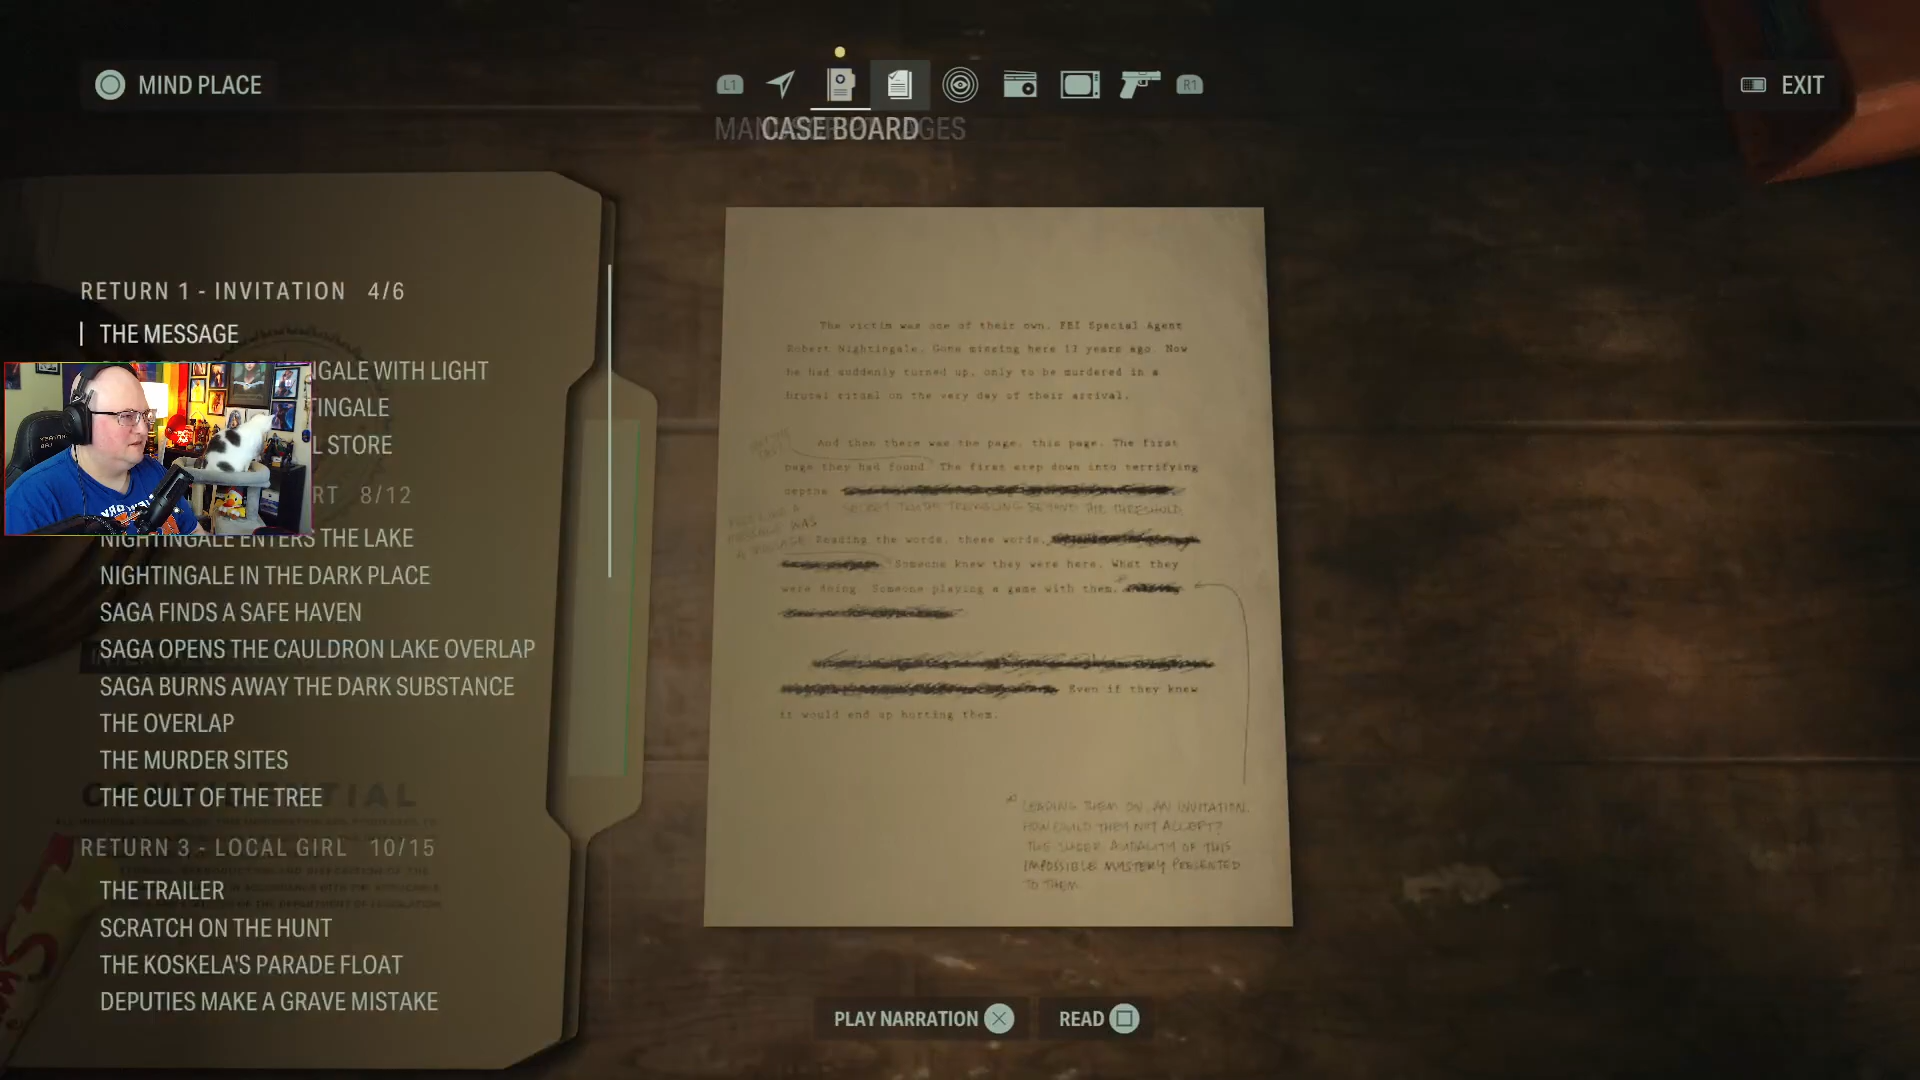 MIND PLACE
L1
R1
EXIT
CASE BOARD
RETURN 1 - INVITATION 4/6
THE MESSAGE
GALE WITH LIGHT
TINGALE
L STORE
RT 8/12
NIGHTINGALE ENTERS THE LAKE
NIGHTINGALE IN THE DARK PLACE
SAGA FINDS A SAFE HAVEN
SAGA OPENS THE CAULDRON LAKE OVERLAP
SAGA BURNS AWAY THE DARK SUBSTANCE
THE OVERLAP
THE MURDER SITES
THE CULT OF THE TREE
RETURN 3 - LOCAL GIRL 10/15
THE TRAILER
SCRATCH ON THE HUNT
THE KOSKELA'S PARADE FLOAT
DEPUTIES MAKE A GRAVE MISTAKE
The victim was one of their own. FBI Special Agent
Robert Nightingale. Gone missing here 13 years ago. Now
he had suddenly turned up, only to be murdered in a
brutal ritual on the very day of their arrival.
And then there was the page, this page. The first
page they had found. The first step down into terrifying
depths
SECRET TRUTHS TREMBLING BEYOND THE THRESHOLD
Reading the words, these words,
Someone knew they were here. What they
were doing. Someone playing a game with them.
Even if they knew
it would end up hurting them.
LEADING THEM ON. AN INVITATION.
HOW COULD THEY NOT ACCEPT?
THE SHEER AUDACITY OF THIS
IMPOSSIBLE MYSTERY PRESENTED
TO THEM
PLAY NARRATION
READ